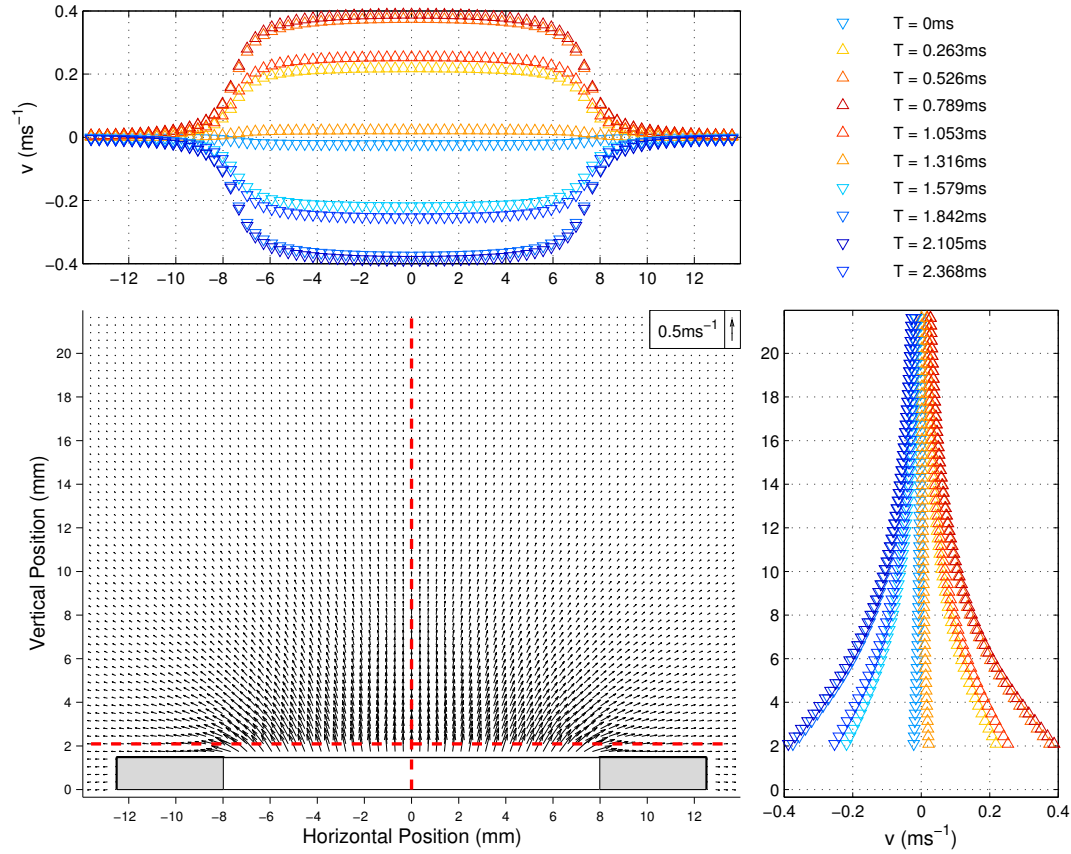 0.4
0.2
0
−0.2
−0.4
v (ms⁻¹)
−12 −10 −8 −6 −4 −2 0 2 4 6 8 10 12
T = 0ms
T = 0.263ms
T = 0.526ms
T = 0.789ms
T = 1.053ms
T = 1.316ms
T = 1.579ms
T = 1.842ms
T = 2.105ms
T = 2.368ms
0.5ms⁻¹
20
18
16
14
12
10
8
6
4
2
0
Vertical Position (mm)
−12 −10 −8 −6 −4 −2 0 2 4 6 8 10 12
Horizontal Position (mm)
20
18
16
14
12
10
8
6
4
2
0
−0.4 −0.2 0 0.2 0.4
v (ms⁻¹)